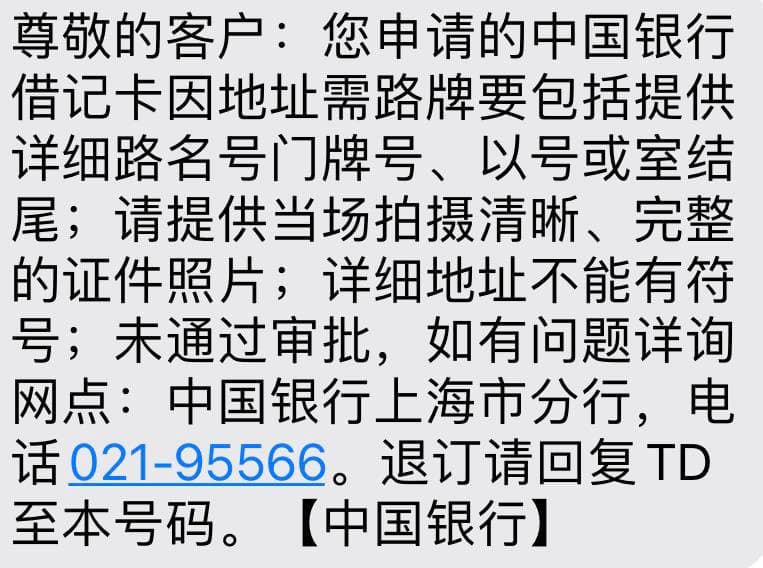 尊敬的客户：您申请的中国银行
借记卡因地址需路牌要包括提供
详细路名号门牌号、以号或室结
尾；请提供当场拍摄清晰、完整
的证件照片；详细地址不能有符
号；未通过审批，如有问题详询
网点：中国银行上海市分行，电
话021-95566。退订请回复TD
至本号码。【中国银行】